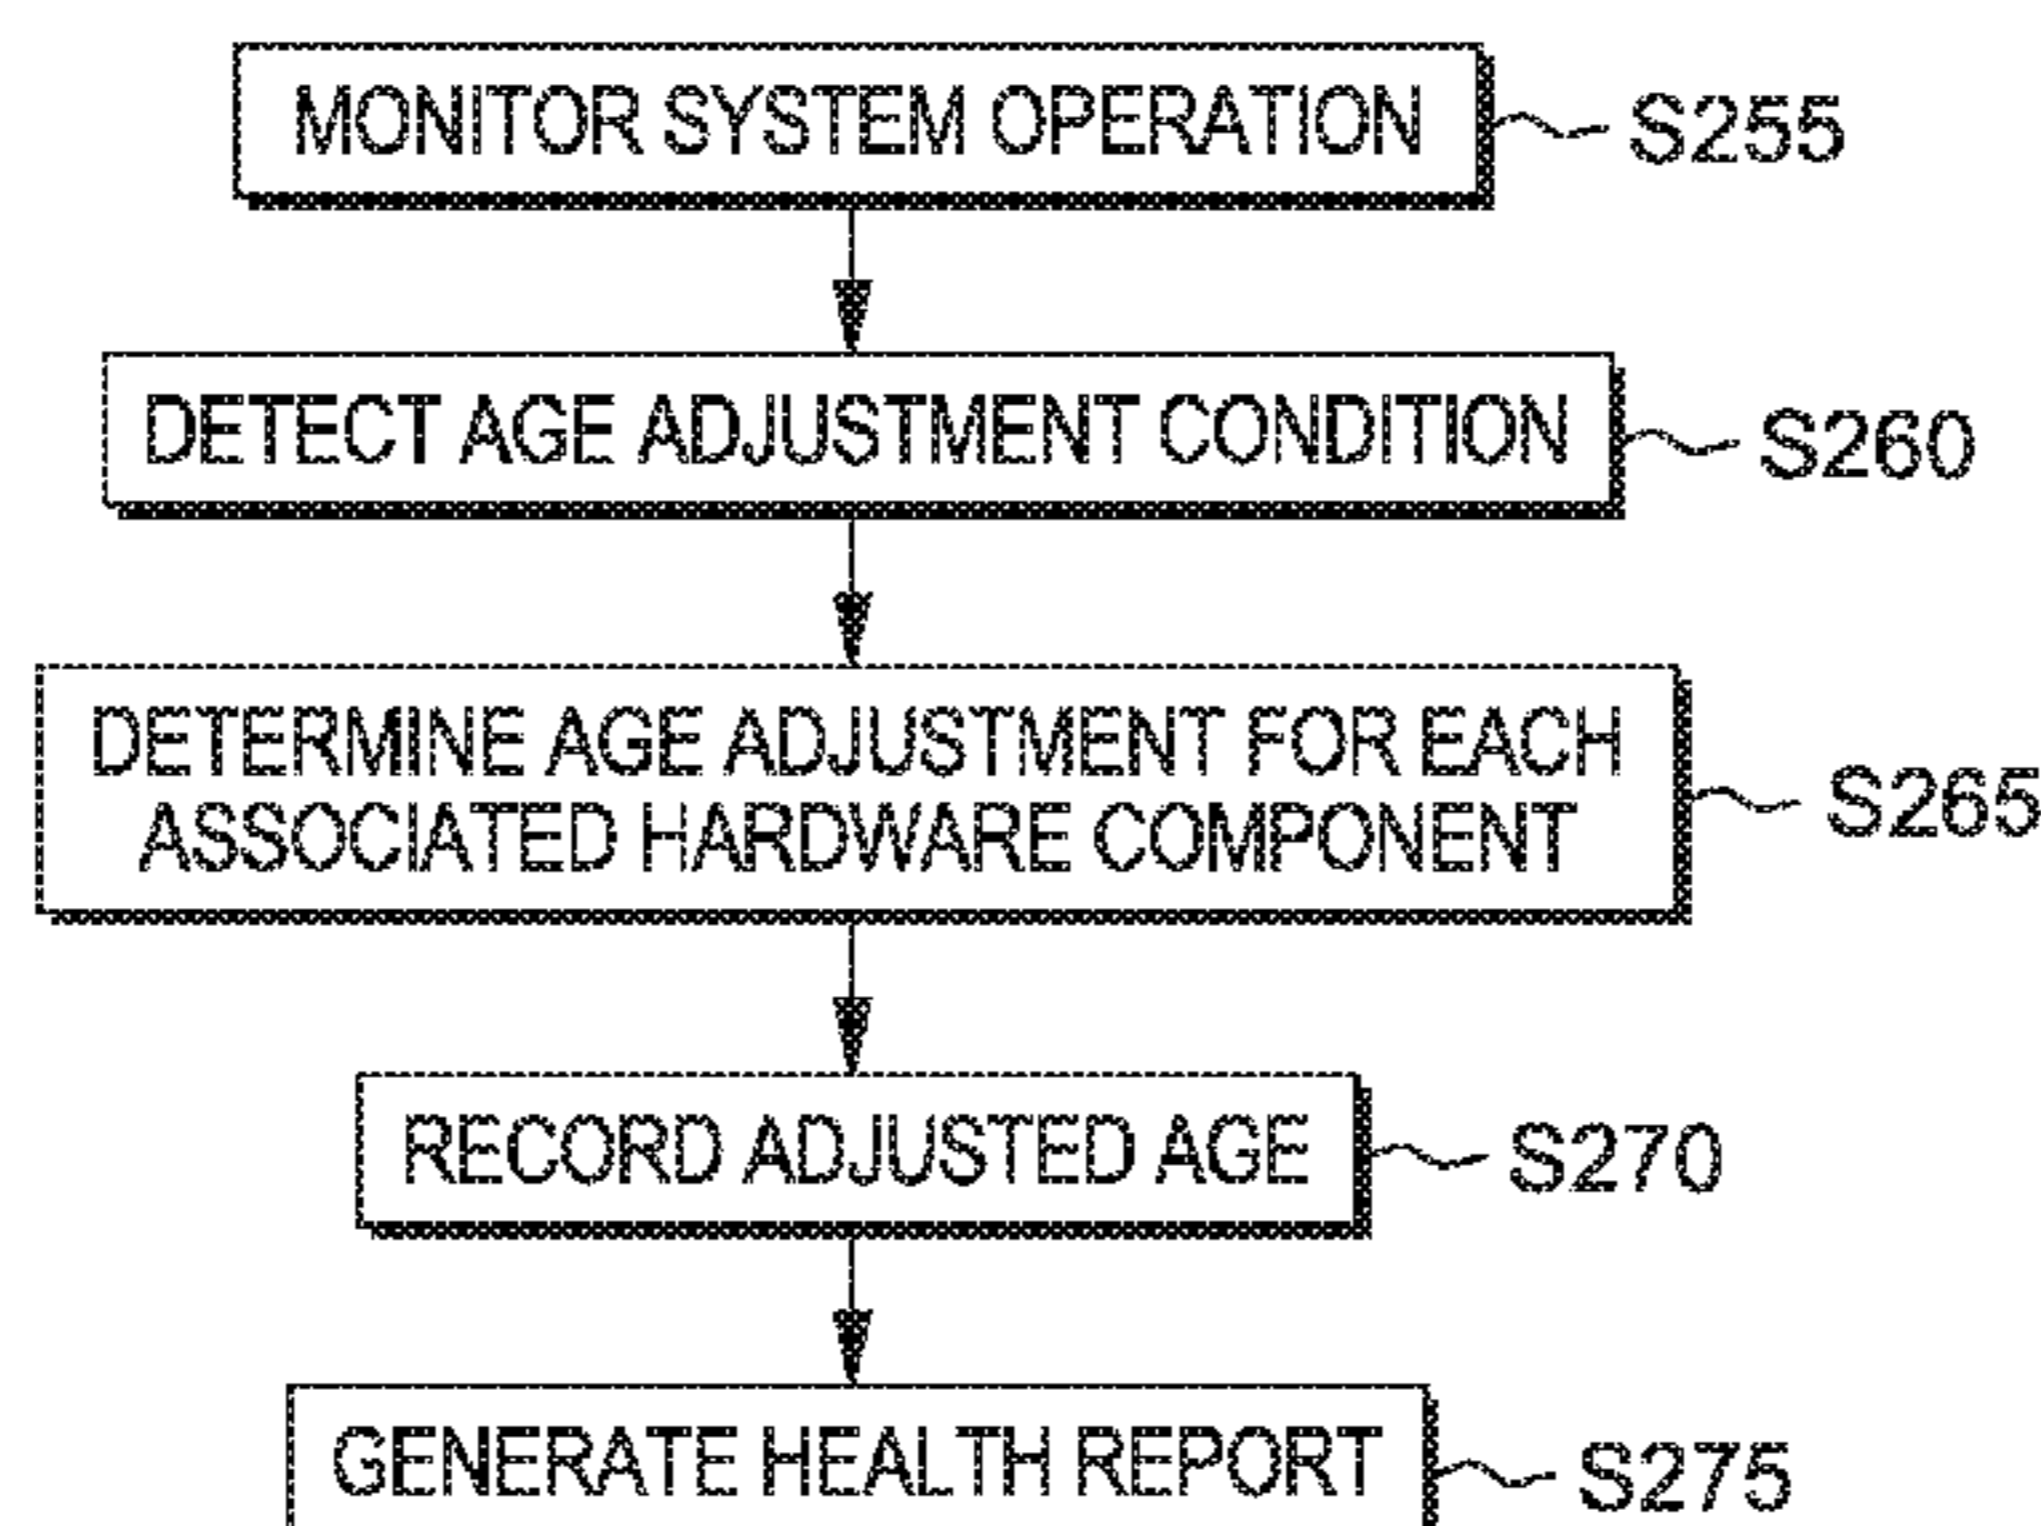 MONITOR SYSTEM OPERATION
S255
DETECT AGE ADJUSTMENT CONDITION
S260
DETERMINE AGE ADJUSTMENT FOR EACH
ASSOCIATED HARDWARE COMPONENT
S265
RECORD ADJUSTED AGE
S270
GENERATE HEALTH REPORT
S275